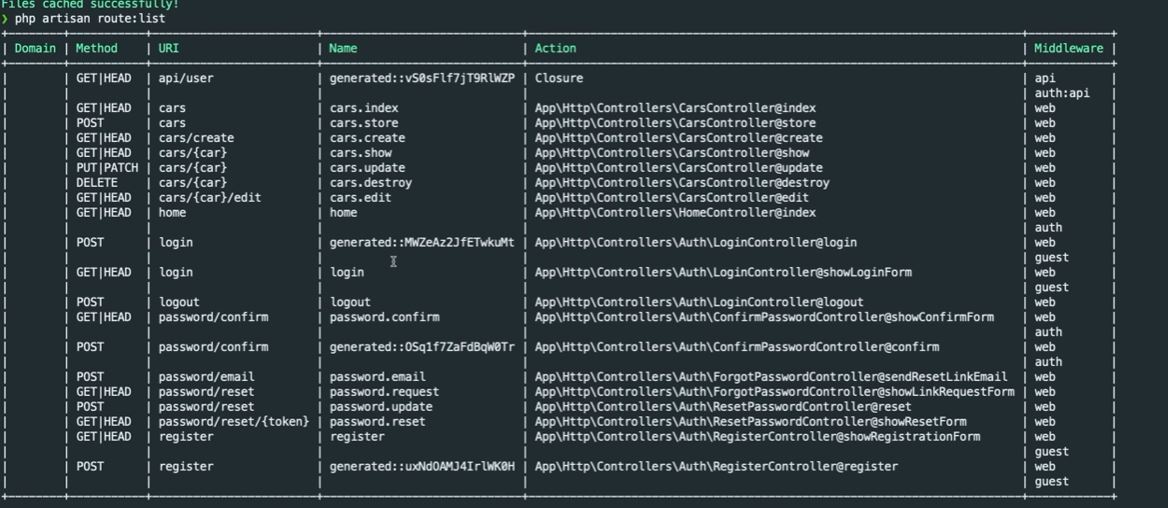 Files cached successfully!
❯ php artisan route:list
+--------+-----------+------------------------+-----------------------------+------------------------------------------------------------------------+------------+
| Domain | Method | URI | Name | Action | Middleware |
+--------+-----------+------------------------+-----------------------------+------------------------------------------------------------------------+------------+
| | GET|HEAD | api/user | generated::vS0sFlf7jT9RlWZP | Closure | api |
| | | | | | auth:api |
| | GET|HEAD | cars | cars.index | App\Http\Controllers\CarsController@index | web |
| | POST | cars | cars.store | App\Http\Controllers\CarsController@store | web |
| | GET|HEAD | cars/create | cars.create | App\Http\Controllers\CarsController@create | web |
| | GET|HEAD | cars/{car} | cars.show | App\Http\Controllers\CarsController@show | web |
| | PUT|PATCH | cars/{car} | cars.update | App\Http\Controllers\CarsController@update | web |
| | DELETE | cars/{car} | cars.destroy | App\Http\Controllers\CarsController@destroy | web |
| | GET|HEAD | cars/{car}/edit | cars.edit | App\Http\Controllers\CarsController@edit | web |
| | GET|HEAD | home | home | App\Http\Controllers\HomeController@index | web |
| | | | | | auth |
| | POST | login | generated::MWZeAz2JfETwkuMt | App\Http\Controllers\Auth\LoginController@login | web |
| | | | | | guest |
| | GET|HEAD | login | login | App\Http\Controllers\Auth\LoginController@showLoginForm | web |
| | | | | | guest |
| | POST | logout | logout | App\Http\Controllers\Auth\LoginController@logout | web |
| | GET|HEAD | password/confirm | password.confirm | App\Http\Controllers\Auth\ConfirmPasswordController@showConfirmForm | web |
| | | | | | auth |
| | POST | password/confirm | generated::OSq1f7ZaFdBqW0Tr | App\Http\Controllers\Auth\ConfirmPasswordController@confirm | web |
| | | | | | auth |
| | POST | password/email | password.email | App\Http\Controllers\Auth\ForgotPasswordController@sendResetLinkEmail | web |
| | GET|HEAD | password/reset | password.request | App\Http\Controllers\Auth\ForgotPasswordController@showLinkRequestForm | web |
| | POST | password/reset | password.update | App\Http\Controllers\Auth\ResetPasswordController@reset | web |
| | GET|HEAD | password/reset/{token} | password.reset | App\Http\Controllers\Auth\ResetPasswordController@showResetForm | web |
| | GET|HEAD | register | register | App\Http\Controllers\Auth\RegisterController@showRegistrationForm | web |
| | | | | | guest |
| | POST | register | generated::uxNdOAMJ4IrlWK0H | App\Http\Controllers\Auth\RegisterController@register | web |
| | | | | | guest |
+--------+-----------+------------------------+-----------------------------+------------------------------------------------------------------------+------------+